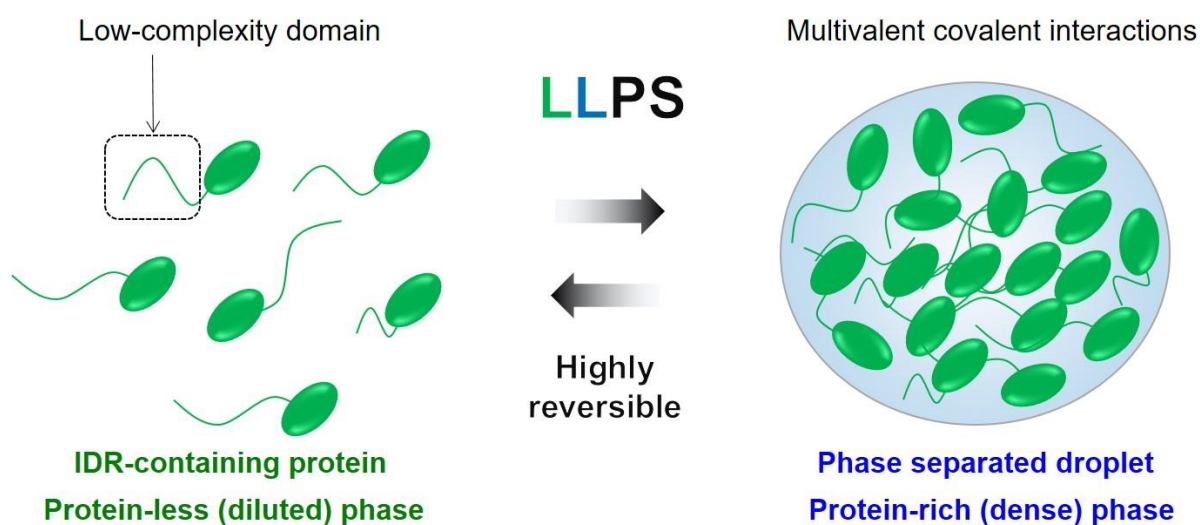 Low-complexity domain
Multivalent covalent interactions
LLPS
Highly
reversible
IDR-containing protein
Protein-less (diluted) phase
Phase separated droplet
Protein-rich (dense) phase